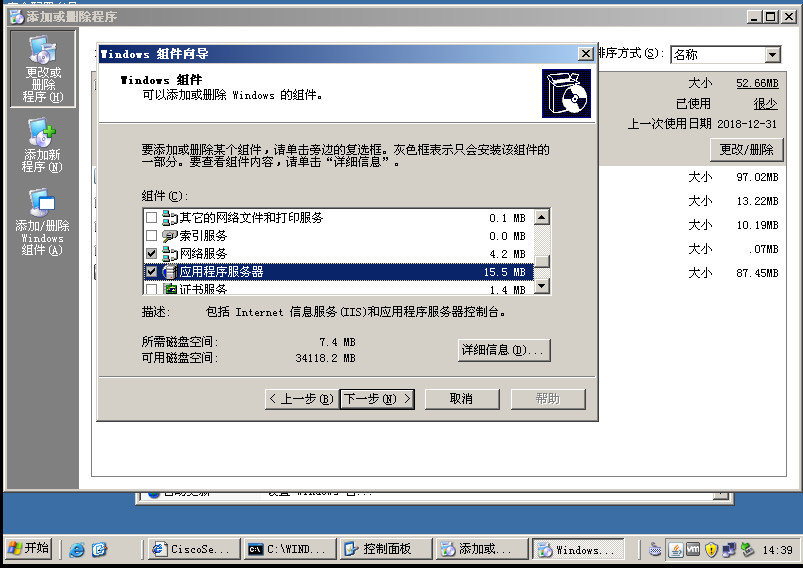 添加或删除程序
更改或
删除
程序(H)
添加新
程序(N)
添加/删除
Windows
组件(A)
排序方式(S): 名称
大小 52.66MB
已使用 很少
上一次使用日期 2018-12-31
更改/删除
大小 97.02MB
大小 13.22MB
大小 10.19MB
大小 .07MB
大小 87.45MB
Windows 组件向导
Windows 组件
可以添加或删除 Windows 的组件。
要添加或删除某个组件，请单击旁边的复选框。灰色框表示只会安装该组件的
一部分。要查看组件内容，请单击“详细信息”。
组件(C):
其它的网络文件和打印服务 0.1 MB
索引服务 0.0 MB
网络服务 4.2 MB
应用程序服务器 15.5 MB
证书服务 1.4 MB
描述: 包括 Internet 信息服务(IIS)和应用程序服务器控制台。
所需磁盘空间: 7.4 MB
可用磁盘空间: 34118.2 MB
详细信息(D)...
< 上一步(B) 下一步(N) > 取消 帮助
开始 CiscoSe... C:\WIND... 控制面板 添加或... Windows... 14:39